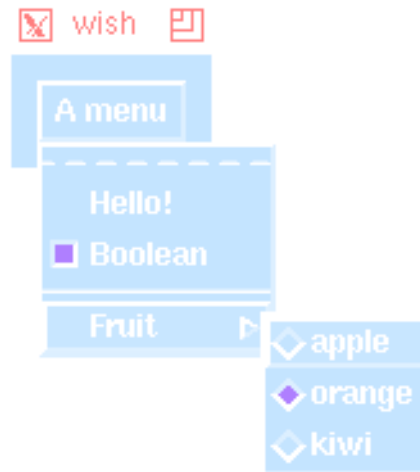 wish
A menu
Hello!
Boolean
Fruit
apple
orange
kiwi